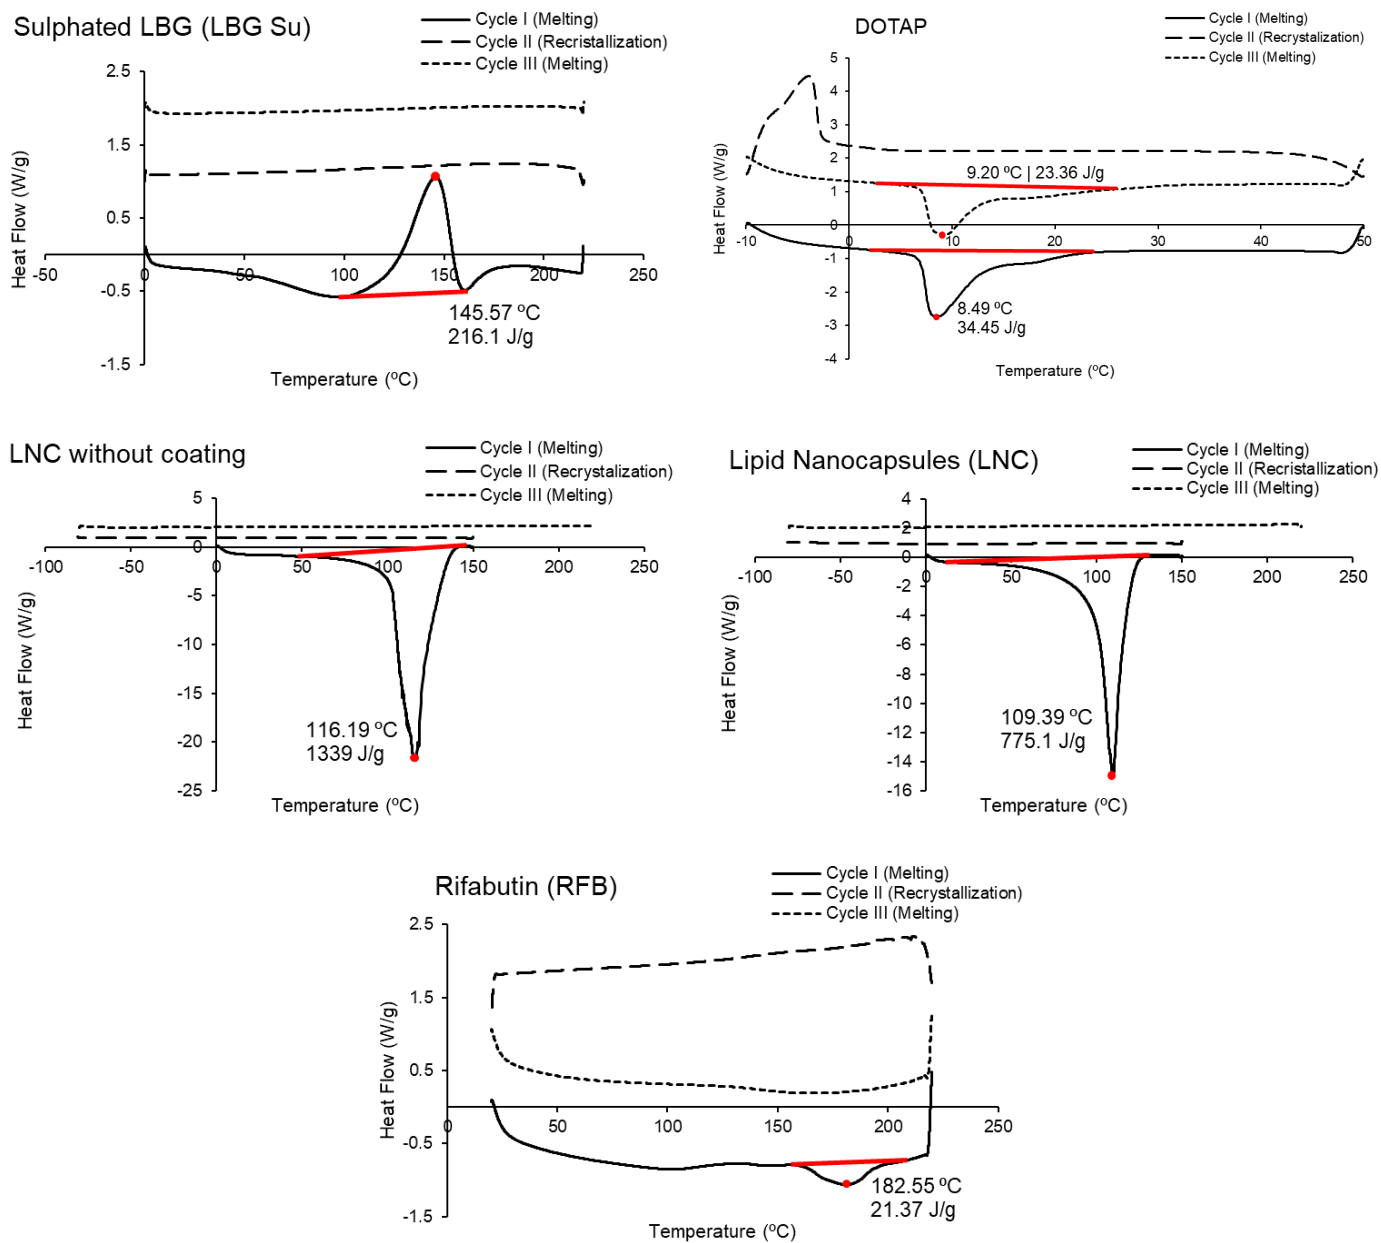 Sulphated LBG (LBG Su)
Cycle I (Melting)
Cycle II (Recristallization)
Cycle III (Melting)
2.5
1.5
0.5
-0.5
-1.5
-50
0
50
100
150
200
250
Heat Flow (W/g)
145.57 ºC
216.1 J/g
Temperature (ºC)
DOTAP
Cycle I (Melting)
Cycle II (Recrystallization)
Cycle III (Melting)
5
4
3
2
1
0
-1
-2
-3
-4
-10
0
10
20
30
40
50
Heat Flow (W/g)
9.20 ºC | 23.36 J/g
8.49 ºC
34.45 J/g
Temperature (ºC)
LNC without coating
Cycle I (Melting)
Cycle II (Recrystalization)
Cycle III (Melting)
5
0
-5
-10
-15
-20
-25
-100
-50
0
50
100
150
200
250
Heat Flow (W/g)
116.19 ºC
1339 J/g
Temperature (ºC)
Lipid Nanocapsules (LNC)
Cycle I (Melting)
Cycle II (Recristallization)
Cycle III (Melting)
4
2
0
-2
-4
-6
-8
-10
-12
-14
-16
-100
-50
0
50
100
150
200
250
Heat Flow (W/g)
109.39 ºC
775.1 J/g
Temperature (ºC)
Rifabutin (RFB)
Cycle I (Melting)
Cycle II (Recrystallization)
Cycle III (Melting)
2.5
1.5
0.5
-0.5
-1.5
0
50
100
150
200
250
Heat Flow (W/g)
182.55 ºC
21.37 J/g
Temperature (ºC)